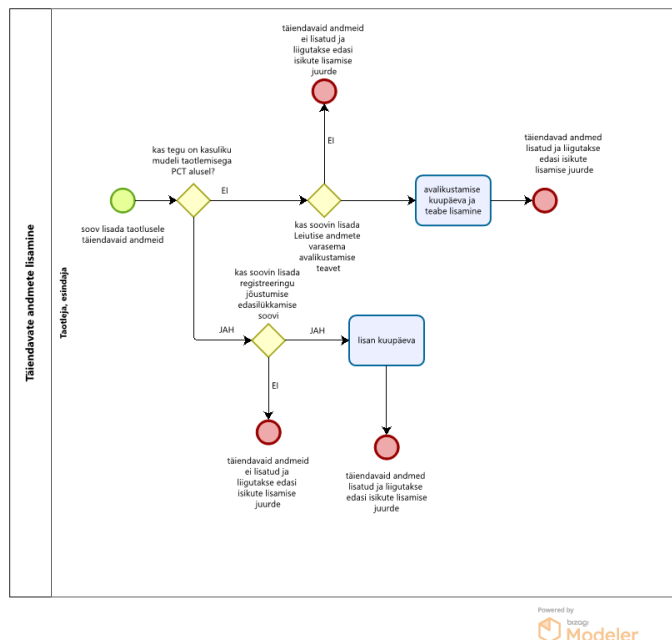 Täiendavate andmete lisamine
Taotleja, esindaja
täiendavaid andmeid
ei lisatud ja
liigutakse edasi
isikute lisamise
juurde
EI
kas tegu on kasuliku
mudeli taotlemisega
PCT alusel?
EI
soov lisada taotlusele
täiendavaid andmeid
kas soovin lisada
Leiutise andmete
varasema
avalikustamise
teavet
avalikustamise
kuupäeva ja
teabe lisamine
täiendavad andmed
lisatud ja liigutakse
edasi isikute
lisamise juurde
kas soovin lisada
registreeringu
jõustumise
edasilükkamise
soovi
JAH
JAH
lisan kuupäeva
EI
täiendavaid andmeid
ei lisatud ja
liigutakse edasi
isikute lisamise
juurde
täiendavaid andmed
lisatud ja liigutakse
edasi isikute lisamise
juurde
Powered by
bizagi
Modeler